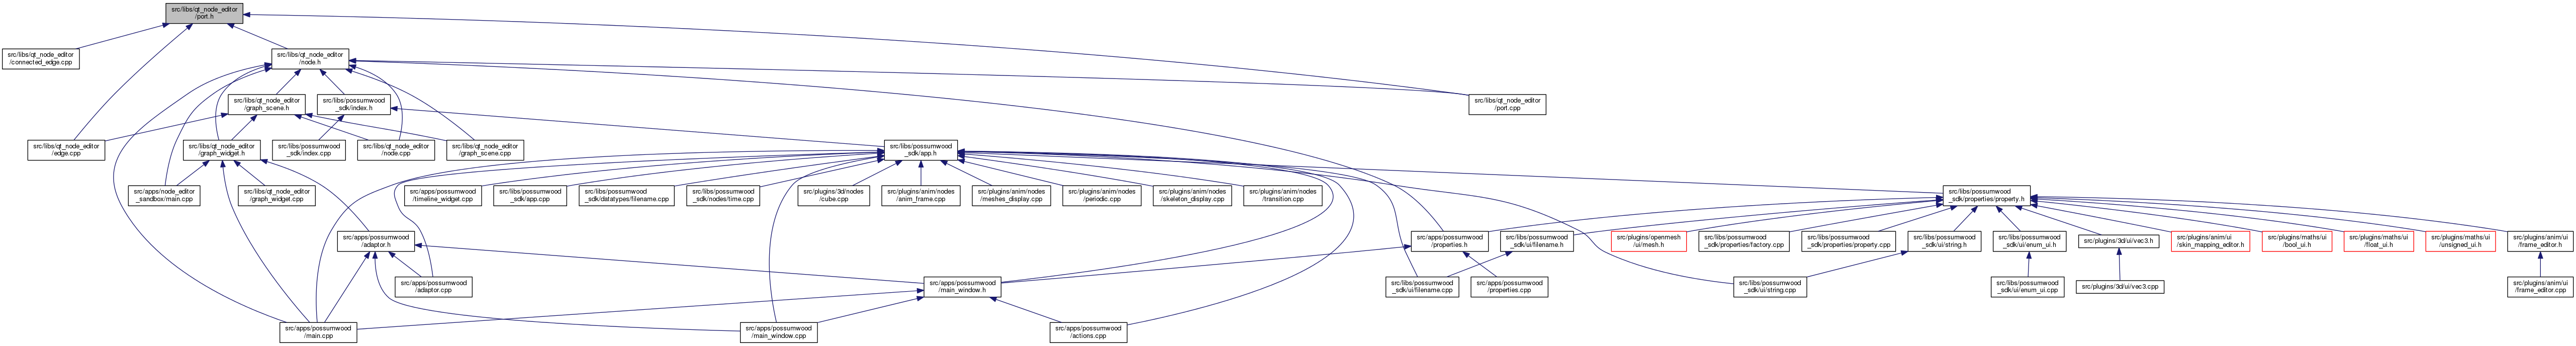 src/libs/qt_node_editor
/port.h
src/libs/qt_node_editor
/connected_edge.cpp
src/libs/qt_node_editor
/node.h
src/libs/qt_node_editor
/graph_scene.h
src/libs/possumwood
_sdk/index.h
src/libs/qt_node_editor
/port.cpp
src/libs/qt_node_editor
/edge.cpp
src/libs/qt_node_editor
/graph_widget.h
src/libs/possumwood
_sdk/index.cpp
src/libs/qt_node_editor
/node.cpp
src/libs/qt_node_editor
/graph_scene.cpp
src/libs/possumwood
_sdk/app.h
src/apps/node_editor
_sandbox/main.cpp
src/libs/qt_node_editor
/graph_widget.cpp
src/apps/possumwood
/timeline_widget.cpp
src/libs/possumwood
_sdk/app.cpp
src/libs/possumwood
_sdk/datatypes/filename.cpp
src/libs/possumwood
_sdk/nodes/time.cpp
src/plugins/3d/nodes
/cube.cpp
src/plugins/anim/nodes
/anim_frame.cpp
src/plugins/anim/nodes
/meshes_display.cpp
src/plugins/anim/nodes
/periodic.cpp
src/plugins/anim/nodes
/skeleton_display.cpp
src/plugins/anim/nodes
/transition.cpp
src/libs/possumwood
_sdk/properties/property.h
src/apps/possumwood
/adaptor.h
src/apps/possumwood
/properties.h
src/libs/possumwood
_sdk/ui/filename.h
src/plugins/openmesh
/ui/mesh.h
src/libs/possumwood
_sdk/properties/factory.cpp
src/libs/possumwood
_sdk/properties/property.cpp
src/libs/possumwood
_sdk/ui/string.h
src/libs/possumwood
_sdk/ui/enum_ui.h
src/plugins/3d/ui/vec3.h
src/plugins/anim/ui
/skin_mapping_editor.h
src/plugins/maths/ui
/bool_ui.h
src/plugins/maths/ui
/float_ui.h
src/plugins/maths/ui
/unsigned_ui.h
src/plugins/anim/ui
/frame_editor.h
src/apps/possumwood
/adaptor.cpp
src/apps/possumwood
/main_window.h
src/libs/possumwood
_sdk/ui/filename.cpp
src/apps/possumwood
/properties.cpp
src/libs/possumwood
_sdk/ui/string.cpp
src/libs/possumwood
_sdk/ui/enum_ui.cpp
src/plugins/3d/ui/vec3.cpp
src/plugins/anim/ui
/frame_editor.cpp
src/apps/possumwood
/main.cpp
src/apps/possumwood
/main_window.cpp
src/apps/possumwood
/actions.cpp